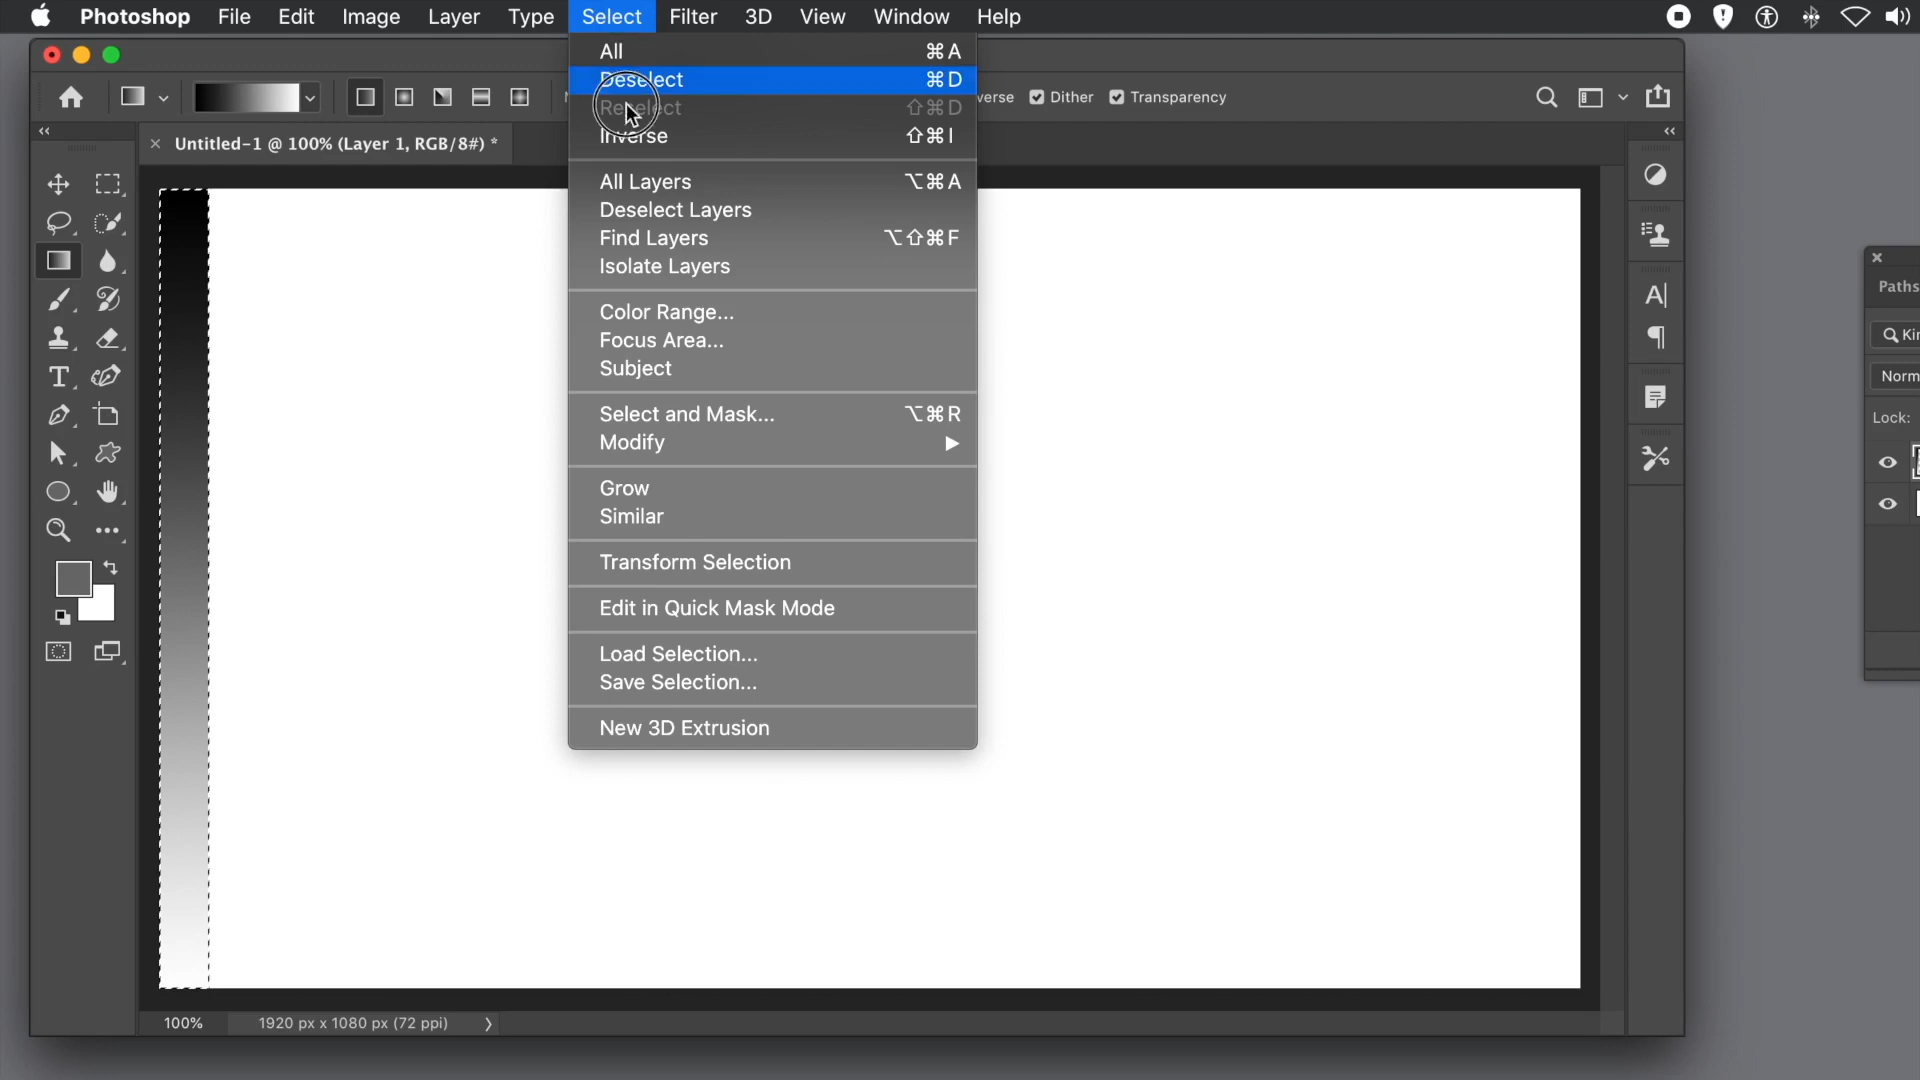 Photoshop File Edit Image Layer Type Select Filter 3D View Window Help
All ⌘A
Deselect ⌘D
Reselect ⇧⌘D
Inverse ⇧⌘I
All Layers ⌥⌘A
Deselect Layers
Find Layers ⌥⇧⌘F
Isolate Layers
Color Range...
Focus Area...
Subject
Select and Mask... ⌥⌘R
Modify
Grow
Similar
Transform Selection
Edit in Quick Mask Mode
Load Selection...
Save Selection...
New 3D Extrusion
verse Dither Transparency
Untitled-1 @ 100% (Layer 1, RGB/8#) *
Paths
Kin
Norm
Lock:
100% 1920 px x 1080 px (72 ppi)